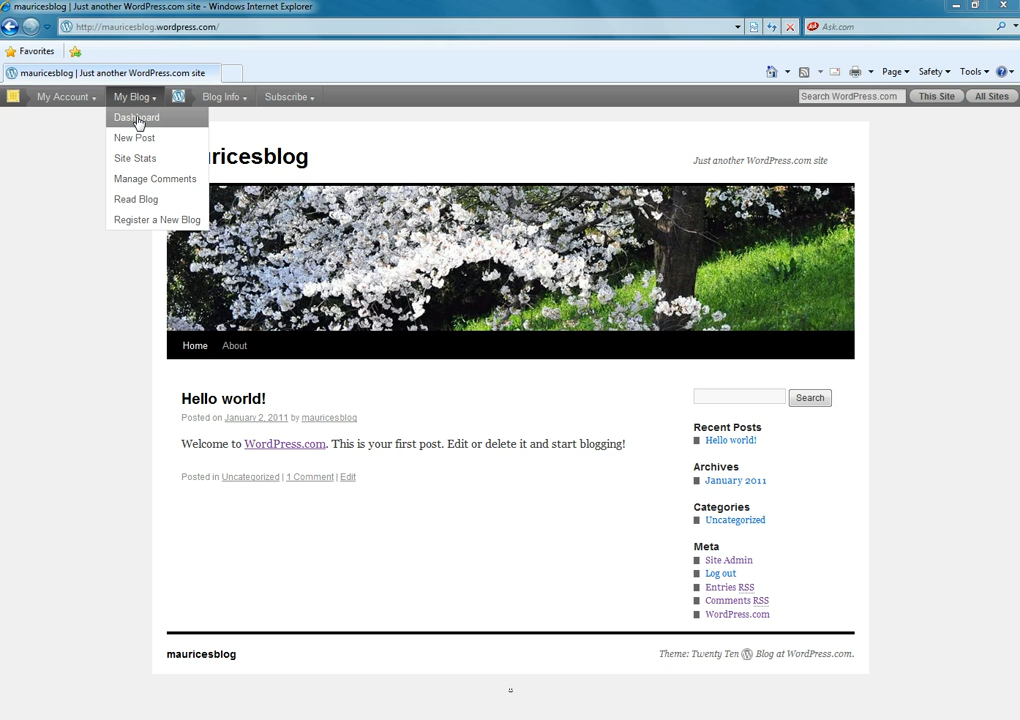 mauricesblog | Just another WordPress.com site - Windows Internet Explorer
http://mauricesblog.wordpress.com/
Ask.com
Favorites
mauricesblog | Just another WordPress.com site
Page
Safety
Tools
My Account
My Blog
Blog Info
Subscribe
Search WordPress.com
This Site
All Sites
Dashboard
New Post
Site Stats
Manage Comments
Read Blog
Register a New Blog
uricesblog
Just another WordPress.com site
Home
About
Hello world!
Posted on January 2, 2011 by mauricesblog
Welcome to WordPress.com. This is your first post. Edit or delete it and start blogging!
Posted in Uncategorized | 1 Comment | Edit
Search
Recent Posts
Hello world!
Archives
January 2011
Categories
Uncategorized
Meta
Site Admin
Log out
Entries RSS
Comments RSS
WordPress.com
mauricesblog
Theme: Twenty Ten Blog at WordPress.com.